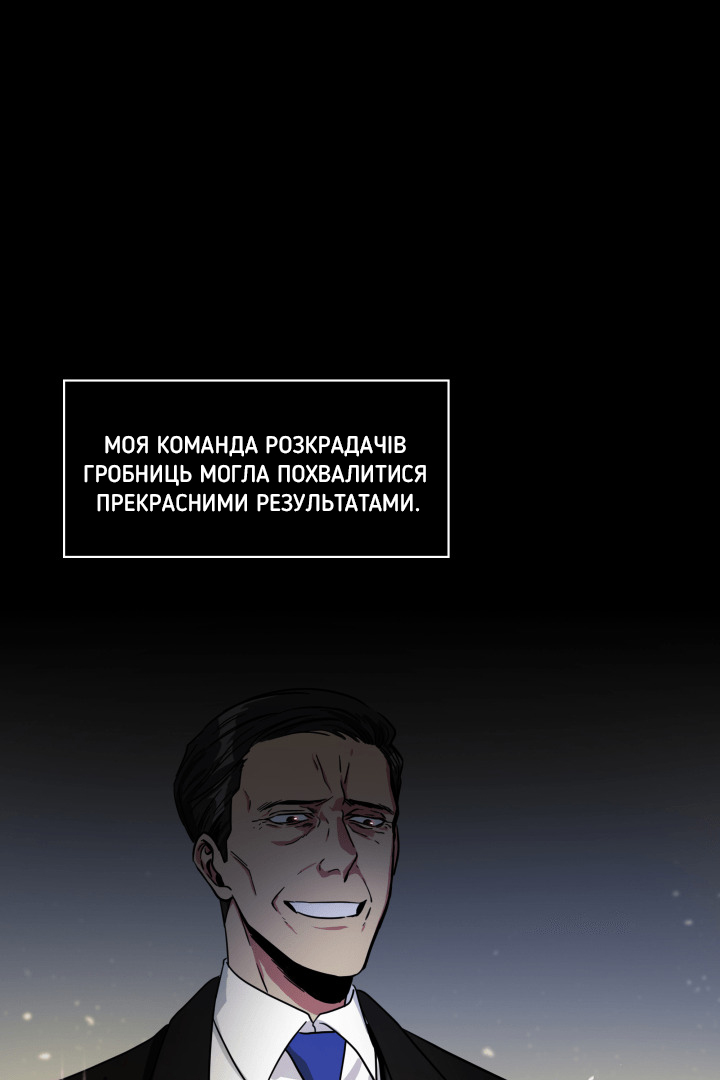 МОЯ КОМАНДА РОЗКРАДАЧІВ
ГРОБНИЦЬ МОГЛА ПОХВАЛИТИСЯ
ПРЕКРАСНИМИ РЕЗУЛЬТАТАМИ.